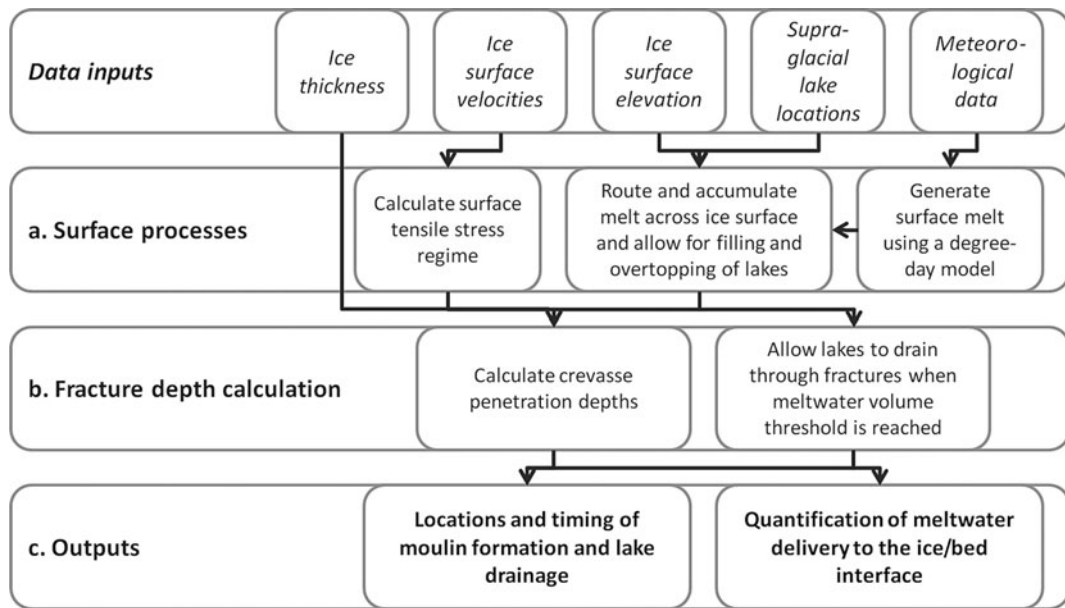 Data inputs
Ice
thickness
Ice
surface
velocities
Ice
surface
elevation
Supra-
glacial
lake
locations
Meteoro-
logical
data
a. Surface processes
Calculate surface
tensile stress
regime
Route and accumulate
melt across ice surface
and allow for filling and
overtopping of lakes
Generate
surface melt
using a degree-
day model
b. Fracture depth calculation
Calculate crevasse
penetration depths
Allow lakes to drain
through fractures when
meltwater volume
threshold is reached
c. Outputs
Locations and timing of
moulin formation and lake
drainage
Quantification of meltwater
delivery to the ice/bed
interface